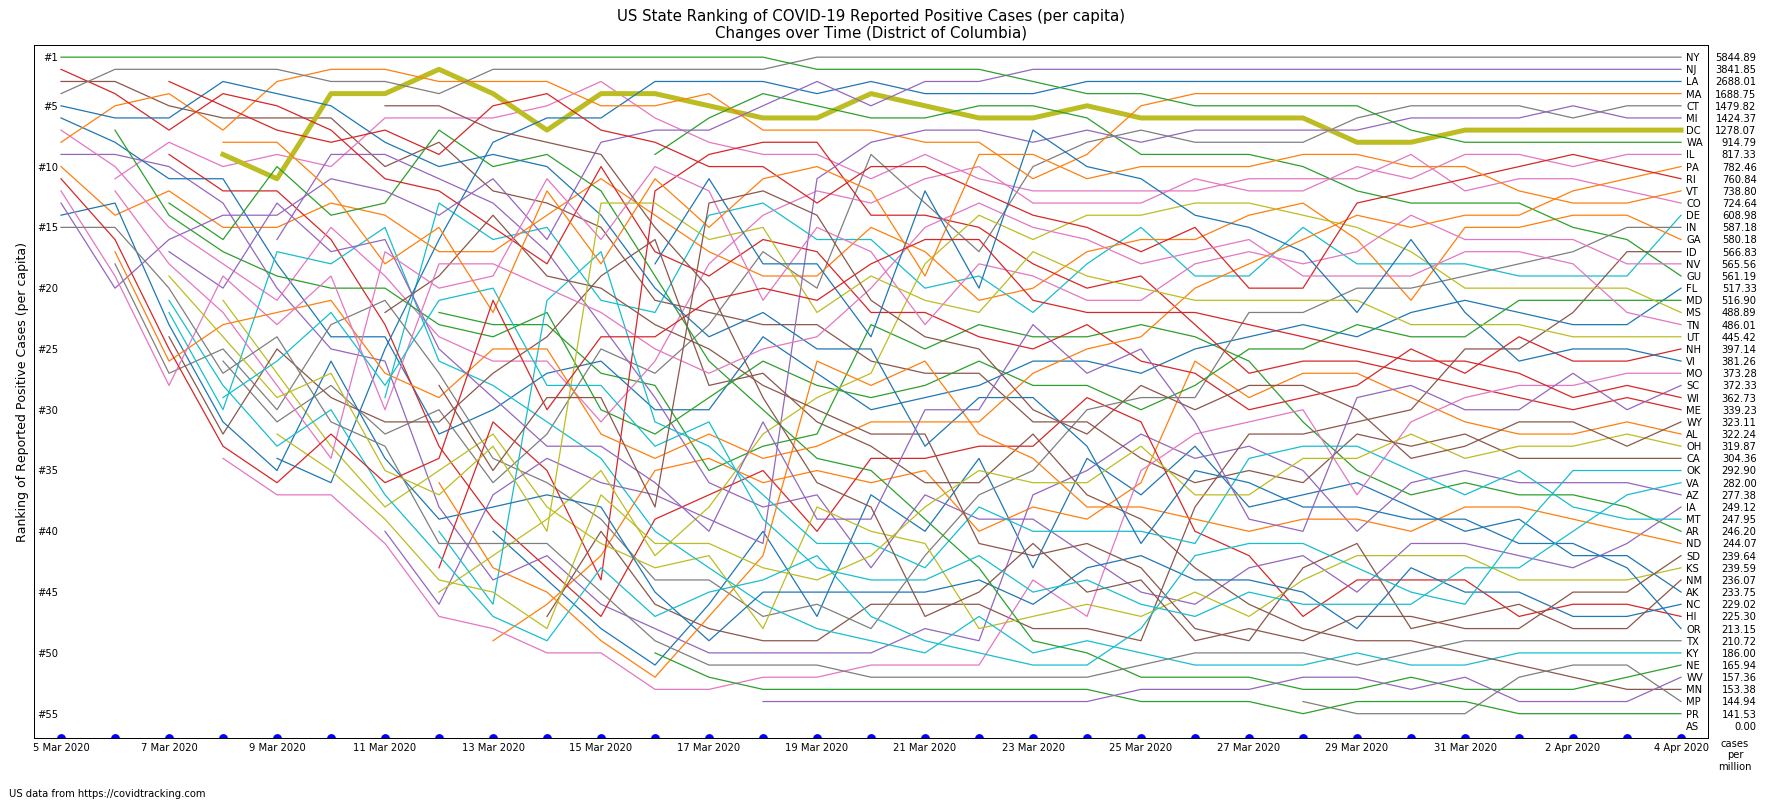 US State Ranking of COVID-19 Reported Positive Cases (per capita)
Changes over Time (District of Columbia)
Ranking of Reported Positive Cases (per capita)
#1
#5
#10
#15
#20
#25
#30
#35
#40
#45
#50
#55
NY 5844.89
NJ 3841.85
LA 2688.01
MA 1688.75
CT 1479.82
MI 1424.37
DC 1278.07
WA 914.79
IL 817.33
PA 782.46
RI 760.84
VT 738.80
CO 724.64
DE 608.98
IN 587.18
GA 580.18
ID 566.83
NV 565.56
GU 561.19
FL 517.33
MD 516.90
MS 488.89
TN 486.01
UT 445.42
NH 397.14
VI 381.26
MO 373.28
SC 372.33
WI 362.73
ME 339.23
WY 323.11
AL 322.24
OH 319.87
CA 304.36
OK 292.90
VA 282.00
AZ 277.38
IA 249.12
MT 247.95
AR 246.20
ND 244.07
SD 239.64
KS 239.59
NM 236.07
AK 233.75
NC 229.02
HI 225.30
OR 213.15
TX 210.72
KY 186.00
NE 165.94
WV 157.36
MN 153.38
MP 144.94
PR 141.53
AS 0.00
5 Mar 2020 7 Mar 2020 9 Mar 2020 11 Mar 2020 13 Mar 2020 15 Mar 2020 17 Mar 2020 19 Mar 2020 21 Mar 2020 23 Mar 2020 25 Mar 2020 27 Mar 2020 29 Mar 2020 31 Mar 2020 2 Apr 2020 4 Apr 2020
cases
per
million
US data from https://covidtracking.com